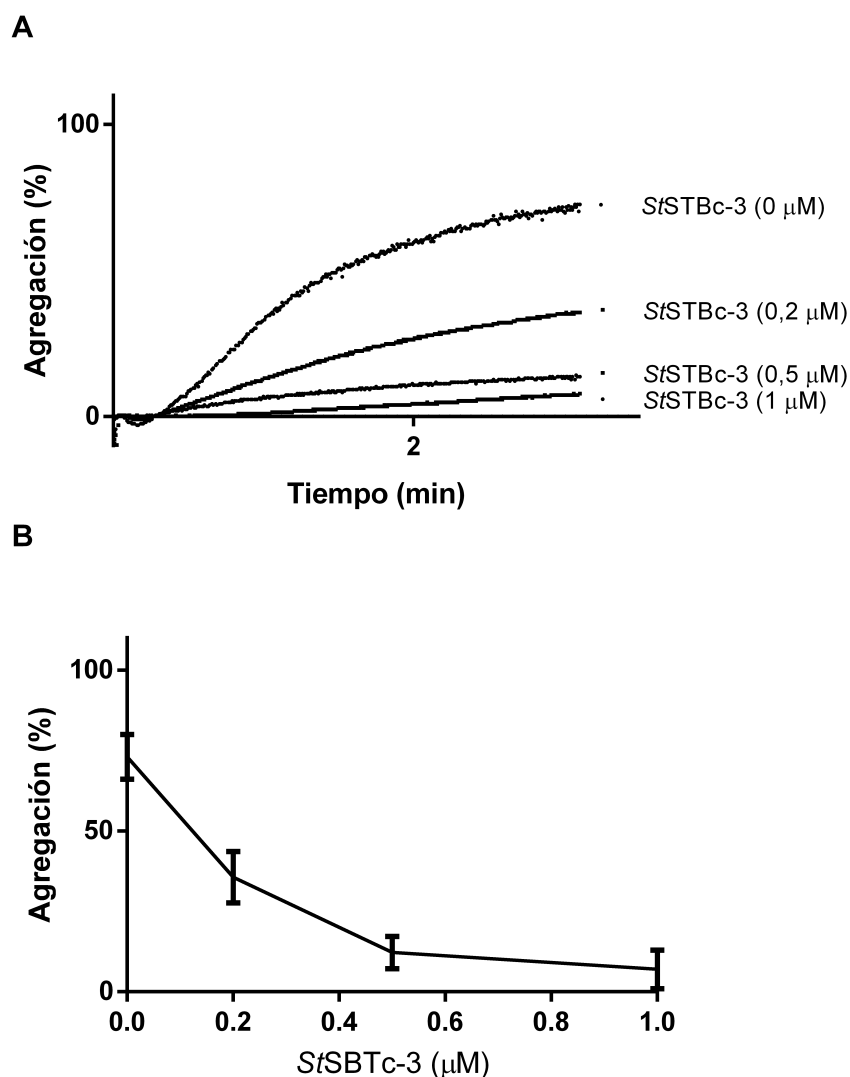 A
100
Agregación (%)
0
2
Tiempo (min)
StSTBc-3 (0 μM)
StSTBc-3 (0,2 μM)
StSTBc-3 (0,5 μM)
StSTBc-3 (1 μM)
B
100
50
0
Agregación (%)
0.0 0.2 0.4 0.6 0.8 1.0
StSBTc-3 (μM)